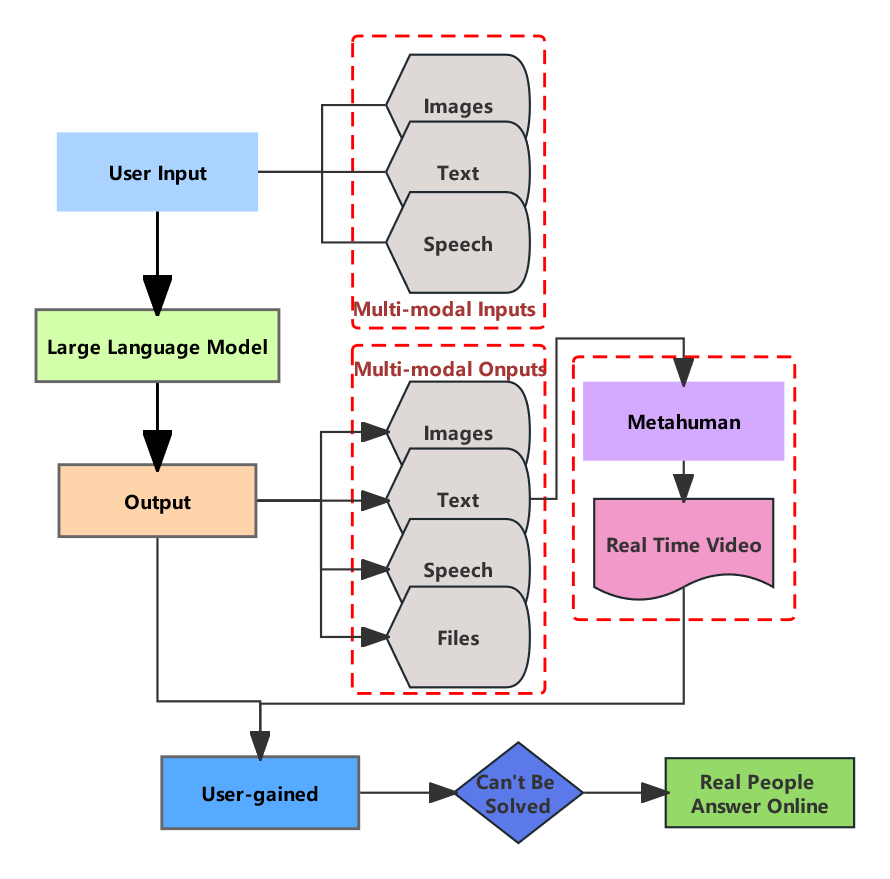 Images
User Input
Text
Speech
Multi-modal Inputs
Large Language Model
Multi-modal Onputs
Images
Metahuman
Output
Text
Real Time Video
Speech
Files
User-gained
Can't Be
Solved
Real People
Answer Online